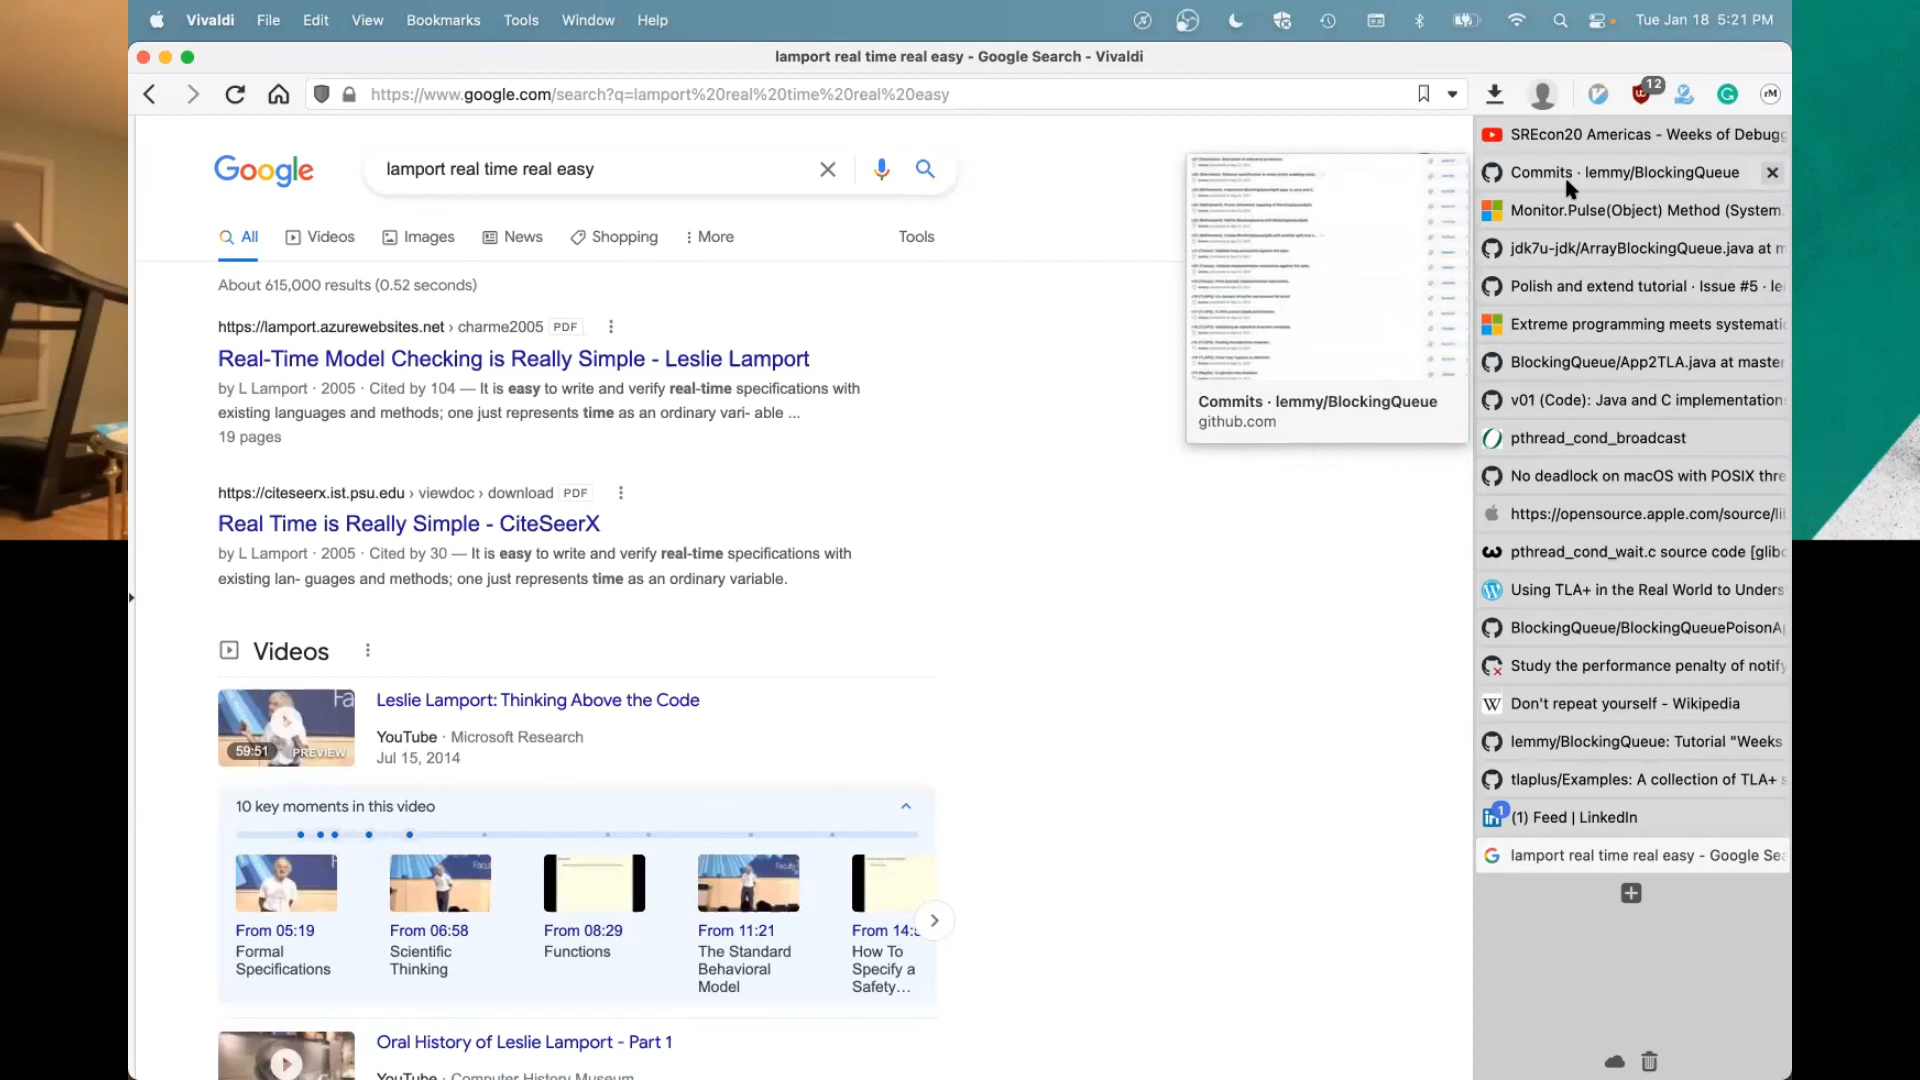 Vivaldi File Edit View Bookmarks Tools Window Help
Tue Jan 18 5:21 PM
lamport real time real easy - Google Search - Vivaldi
https://www.google.com/search?q=lamport%20real%20time%20real%20easy
12
rM
Google
lamport real time real easy
All Videos Images News Shopping More Tools
About 615,000 results (0.52 seconds)
https://lamport.azurewebsites.net › charme2005 PDF
Real-Time Model Checking is Really Simple - Leslie Lamport
by L Lamport · 2005 · Cited by 104 — It is easy to write and verify real-time specifications with
existing languages and methods; one just represents time as an ordinary vari- able ...
19 pages
https://citeseerx.ist.psu.edu › viewdoc › download PDF
Real Time is Really Simple - CiteSeerX
by L Lamport · 2005 · Cited by 30 — It is easy to write and verify real-time specifications with
existing lan- guages and methods; one just represents time as an ordinary variable.
Videos
Leslie Lamport: Thinking Above the Code
59:51 PREVIEW
YouTube · Microsoft Research
Jul 15, 2014
10 key moments in this video
From 05:19
Formal
Specifications
From 06:58
Scientific
Thinking
From 08:29
Functions
From 11:21
The Standard
Behavioral
Model
From 14:
How To
Specify a
Safety…
Oral History of Leslie Lamport - Part 1
YouTube · Computer History Museum
Commits · lemmy/BlockingQueue
github.com
SREcon20 Americas - Weeks of Debugg
Commits · lemmy/BlockingQueue
Monitor.Pulse(Object) Method (System.
jdk7u-jdk/ArrayBlockingQueue.java at m
Polish and extend tutorial · Issue #5 · le
Extreme programming meets systematic
BlockingQueue/App2TLA.java at master
v01 (Code): Java and C implementation
pthread_cond_broadcast
No deadlock on macOS with POSIX thre
https://opensource.apple.com/source/li
pthread_cond_wait.c source code [glibc
Using TLA+ in the Real World to Unders
BlockingQueue/BlockingQueuePoisonA
Study the performance penalty of notify
Don't repeat yourself - Wikipedia
lemmy/BlockingQueue: Tutorial "Weeks
tlaplus/Examples: A collection of TLA+ s
1
(1) Feed | LinkedIn
lamport real time real easy - Google Sea